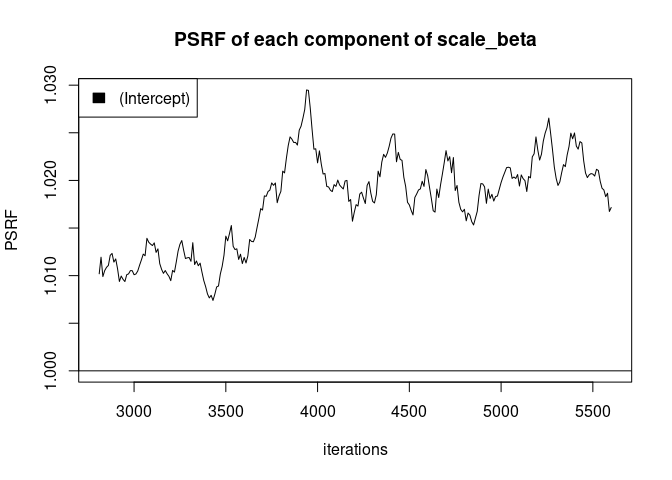 PSRF of each component of scale_beta
(Intercept)
PSRF
1.030
1.020
1.010
1.000
3000 3500 4000 4500 5000 5500
iterations